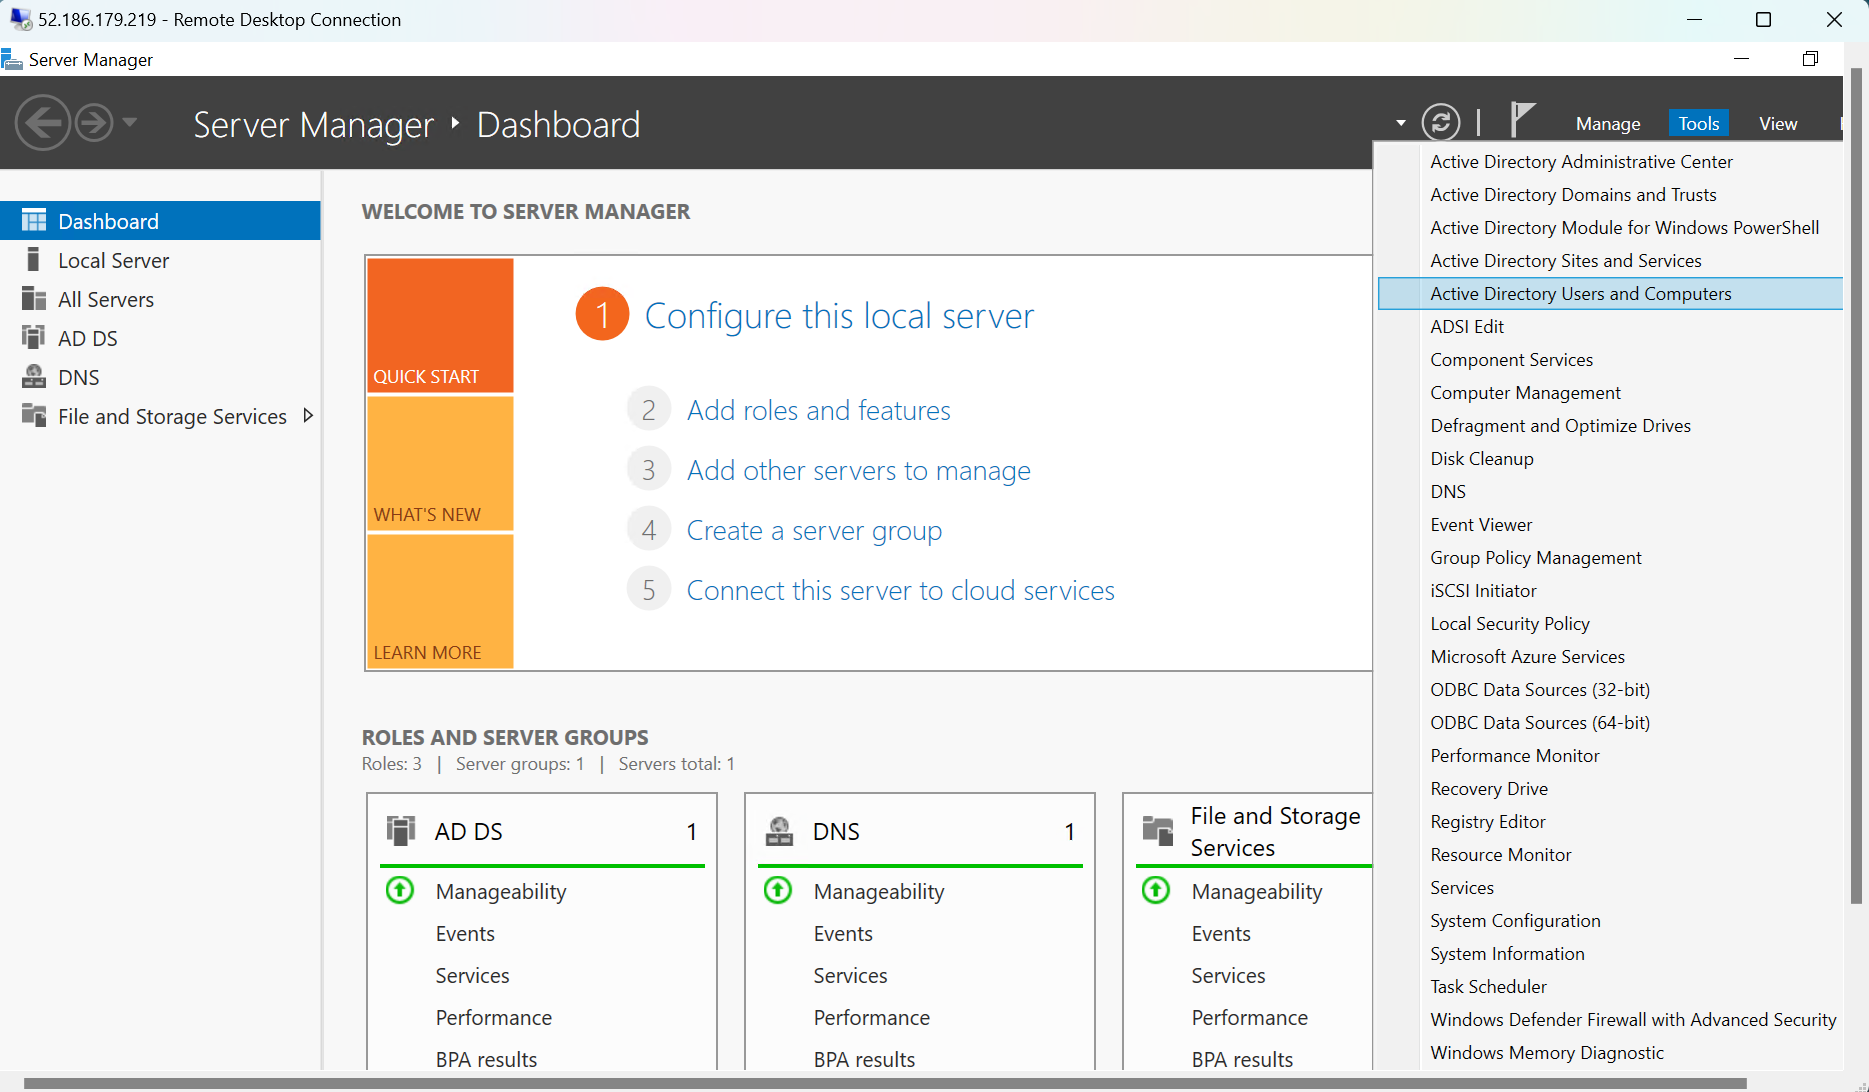 52.186.179.219 - Remote Desktop Connection
Server Manager
Server Manager Dashboard
Manage Tools View
Dashboard
Local Server
All Servers
AD DS
DNS
File and Storage Services
WELCOME TO SERVER MANAGER
QUICK START
WHAT'S NEW
LEARN MORE
1 Configure this local server
2 Add roles and features
3 Add other servers to manage
4 Create a server group
5 Connect this server to cloud services
ROLES AND SERVER GROUPS
Roles: 3 | Server groups: 1 | Servers total: 1
AD DS 1
Manageability
Events
Services
Performance
BPA results
DNS 1
Manageability
Events
Services
Performance
BPA results
File and Storage
Services
Manageability
Events
Services
Performance
BPA results
Active Directory Administrative Center
Active Directory Domains and Trusts
Active Directory Module for Windows PowerShell
Active Directory Sites and Services
Active Directory Users and Computers
ADSI Edit
Component Services
Computer Management
Defragment and Optimize Drives
Disk Cleanup
DNS
Event Viewer
Group Policy Management
iSCSI Initiator
Local Security Policy
Microsoft Azure Services
ODBC Data Sources (32-bit)
ODBC Data Sources (64-bit)
Performance Monitor
Recovery Drive
Registry Editor
Resource Monitor
Services
System Configuration
System Information
Task Scheduler
Windows Defender Firewall with Advanced Security
Windows Memory Diagnostic